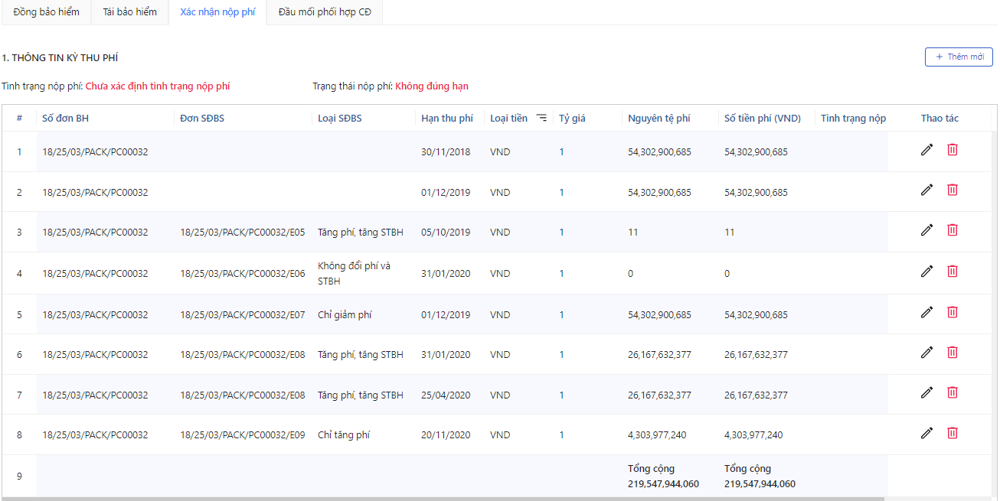 Đồng bảo hiểm Tái bảo hiểm Xác nhận nộp phí Đầu mối phối hợp CĐ
1. THÔNG TIN KỲ THU PHÍ + Thêm mới
Tình trạng nộp phí: Chưa xác định tình trạng nộp phí Trạng thái nộp phí: Không đúng hạn
# Số đơn BH Đơn SĐBS Loại SĐBS Hạn thu phí Loại tiền Tỷ giá Nguyên tệ phí Số tiền phí (VND) Tình trạng nộp Thao tác
1 18/25/03/PACK/PC00032 30/11/2018 VND 1 54,302,900,685 54,302,900,685
2 18/25/03/PACK/PC00032 01/12/2019 VND 1 54,302,900,685 54,302,900,685
3 18/25/03/PACK/PC00032 18/25/03/PACK/PC00032/E05 Tăng phí, tăng STBH 05/10/2019 VND 1 11 11
4 18/25/03/PACK/PC00032 18/25/03/PACK/PC00032/E06 Không đổi phí và
STBH 31/01/2020 VND 1 0 0
5 18/25/03/PACK/PC00032 18/25/03/PACK/PC00032/E07 Chỉ giảm phí 01/12/2019 VND 1 54,302,900,685 54,302,900,685
6 18/25/03/PACK/PC00032 18/25/03/PACK/PC00032/E08 Tăng phí, tăng STBH 31/01/2020 VND 1 26,167,632,377 26,167,632,377
7 18/25/03/PACK/PC00032 18/25/03/PACK/PC00032/E08 Tăng phí, tăng STBH 25/04/2020 VND 1 26,167,632,377 26,167,632,377
8 18/25/03/PACK/PC00032 18/25/03/PACK/PC00032/E09 Chỉ tăng phí 20/11/2020 VND 1 4,303,977,240 4,303,977,240
9 Tổng cộng Tổng cộng
219,547,944,060 219,547,944,060